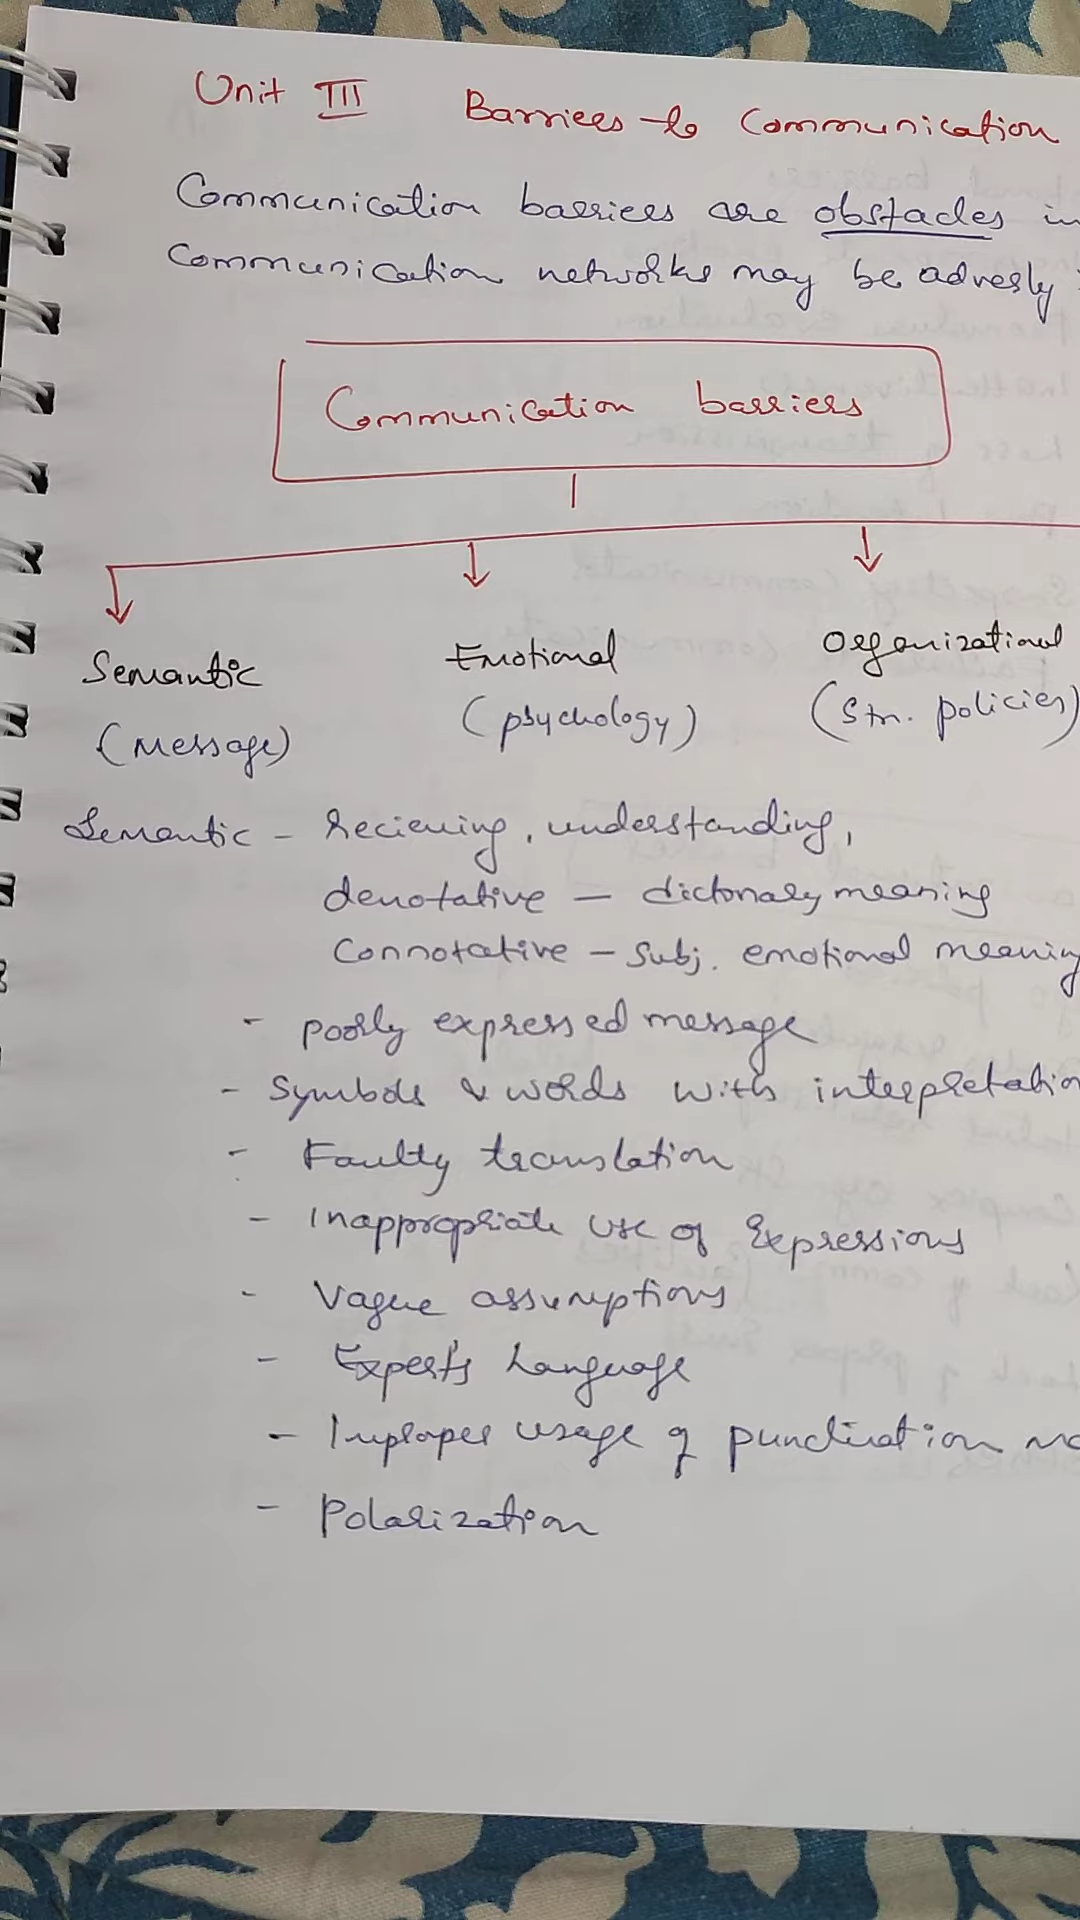 Unit III Barriers to Communication
Communication barriers are obstacles in
Communication networks may be advesly
Communication barriers
Semantic Emotional Organizational
(Message) (psychology) (Str. policies)
Semantic - Recieving, understanding,
denotative - dictonary meaning
Connotative - Subj. emotional meaning
- poorly expressed message
- Symbols & words with interpretation
- Faulty translation
- Inappropriate use of Expressions
- Vague assumptions
- Expert's Language
- Improper usage of punctuation
- Polarization